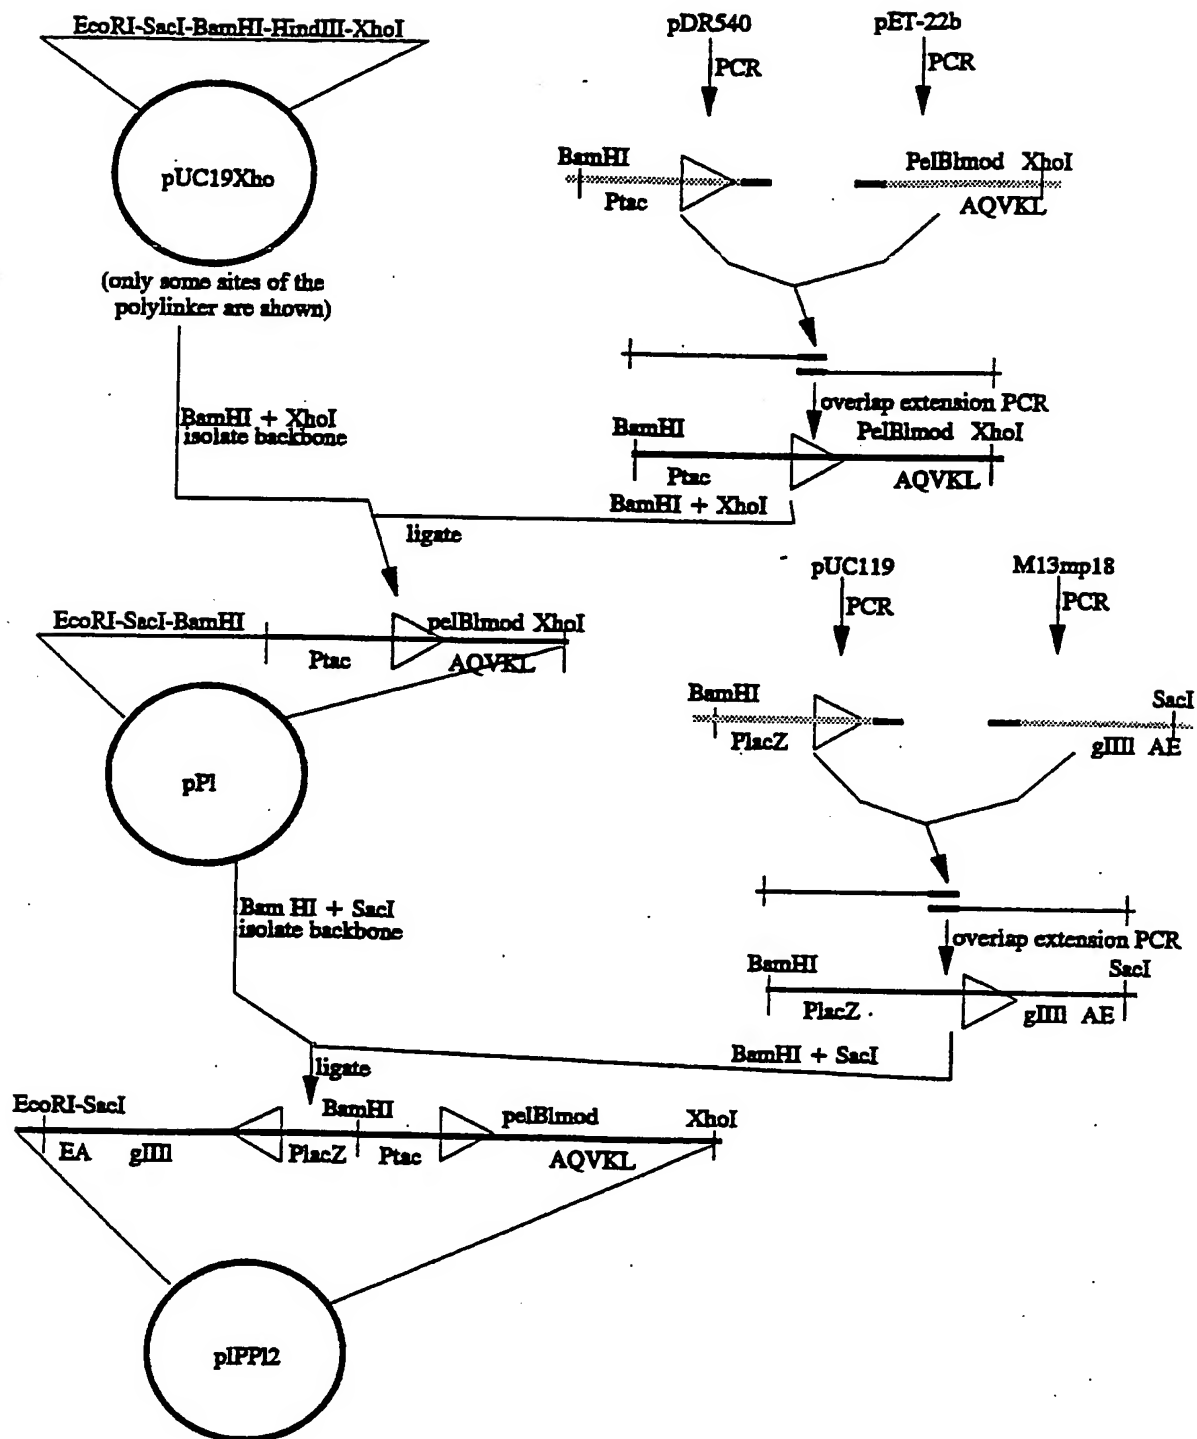 EcoRI-SacI-BamHI-HindIII-XhoI
pUC19Xho
(only some sites of the
polylinker are shown)
pDR540
PCR
pET-22b
PCR
BamHI
Ptac
PelBlmod XhoI
AQVKL
overlap extension PCR
BamHI
PelBlmod XhoI
Ptac
AQVKL
BamHI + XhoI
isolate backbone
BamHI + XhoI
ligate
EcoRI-SacI-BamHI
pelBlmod XhoI
Ptac
AQVKL
pPl
pUC119
PCR
M13mp18
PCR
BamHI
PlacZ
SacI
gIIIl AE
overlap extension PCR
BamHI
SacI
PlacZ
gIIIl AE
Bam HI + SacI
isolate backbone
BamHI + SacI
ligate
EcoRI-SacI
BamHI
pelBlmod
XhoI
EA gIIIl
PlacZ
Ptac
AQVKL
plPPl2